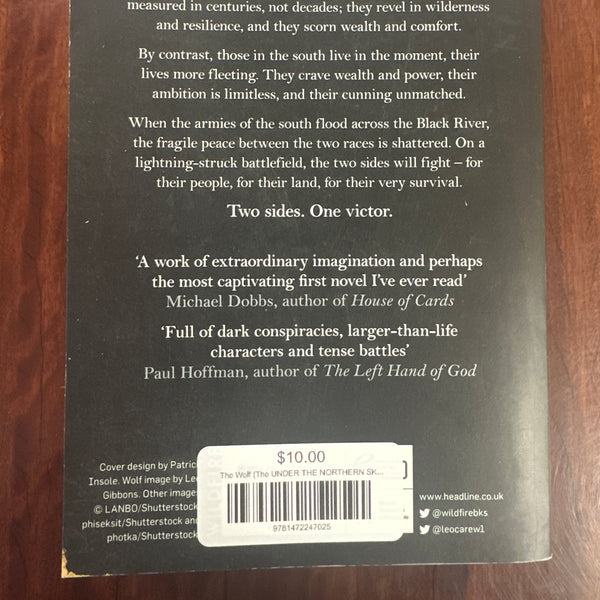 measured in centuries, not decades; they revel in wilderness
and resilience, and they scorn wealth and comfort.
By contrast, those in the south live in the moment, their
lives more fleeting. They crave wealth and power, their
ambition is limitless, and their cunning unmatched.
When the armies of the south flood across the Black River,
the fragile peace between the two races is shattered. On a
lightning-struck battlefield, the two sides will fight – for
their people, for their land, for their very survival.
Two sides. One victor.
‘A work of extraordinary imagination and perhaps
the most captivating first novel I’ve ever read’
Michael Dobbs, author of House of Cards
‘Full of dark conspiracies, larger-than-life
characters and tense battles’
Paul Hoffman, author of The Left Hand of God
Cover design by Patric
Insole. Wolf image by Le
Gibbons. Other images
© LANBO/Shutterstock
phiseksit/Shutterstock and
photka/Shutterstock
$10.00
The Wolf (The UNDER THE NORTHERN SK...
9781472247025
www.headline.co.uk
@wildfirebks
@leocarew1